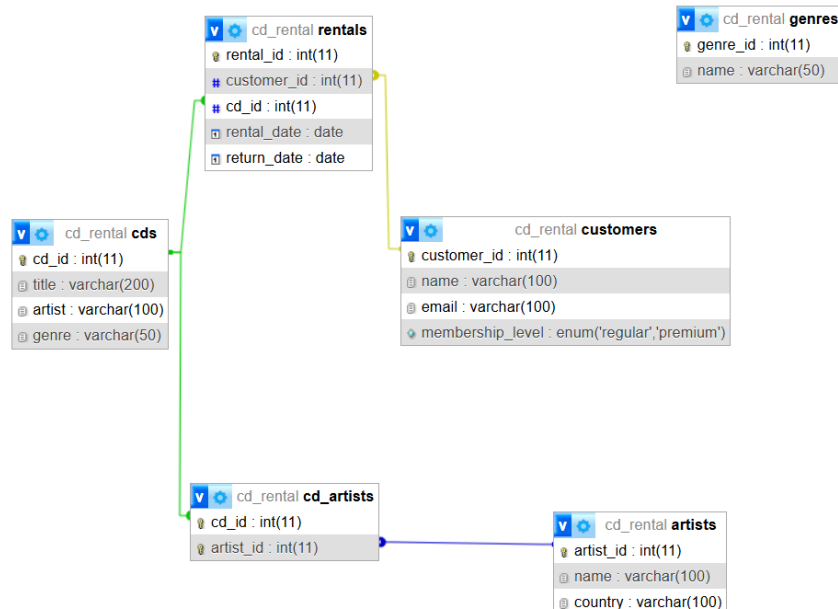 v cd_rental rentals
rental_id : int(11)
# customer_id : int(11)
# cd_id : int(11)
rental_date : date
return_date : date
v cd_rental genres
genre_id : int(11)
name : varchar(50)
v cd_rental cds
cd_id : int(11)
title : varchar(200)
artist : varchar(100)
genre : varchar(50)
v cd_rental customers
customer_id : int(11)
name : varchar(100)
email : varchar(100)
membership_level : enum('regular','premium')
v cd_rental cd_artists
cd_id : int(11)
artist_id : int(11)
v cd_rental artists
artist_id : int(11)
name : varchar(100)
country : varchar(100)